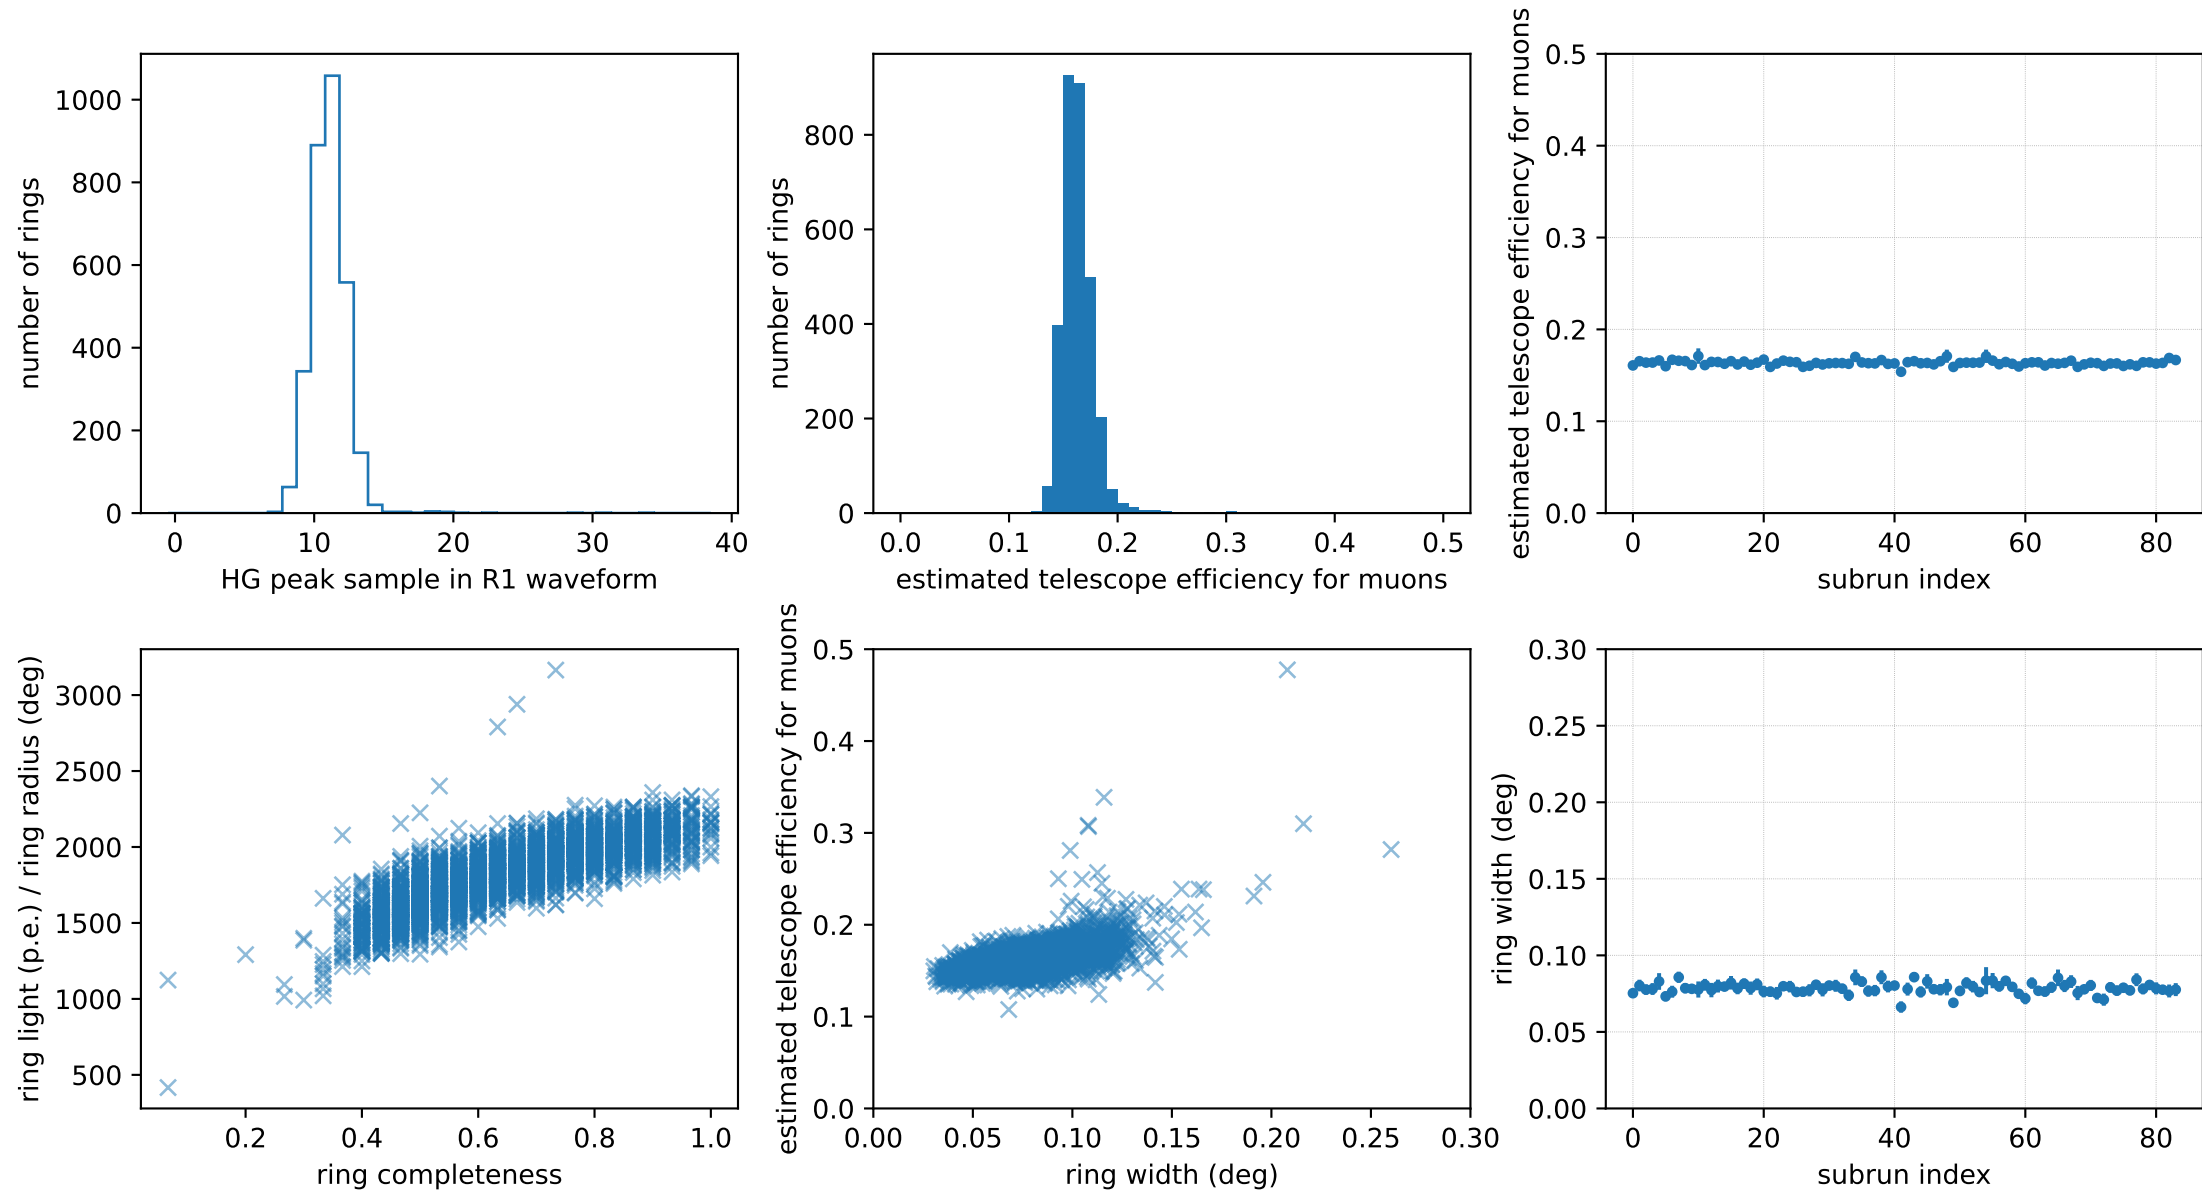 1000
800
600
400
200
0
number of rings
0 10 20 30 40
HG peak sample in R1 waveform
800
600
400
200
0
number of rings
0.0 0.1 0.2 0.3 0.4 0.5
estimated telescope efficiency for muons
0.5
0.4
0.3
0.2
0.1
0.0
estimated telescope efficiency for muons
0 20 40 60 80
subrun index
3000
2500
2000
1500
1000
500
ring light (p.e.) / ring radius (deg)
0.2 0.4 0.6 0.8 1.0
ring completeness
0.5
0.4
0.3
0.2
0.1
0.0
estimated telescope efficiency for muons
0.00 0.05 0.10 0.15 0.20 0.25 0.30
ring width (deg)
0.30
0.25
0.20
0.15
0.10
0.05
0.00
ring width (deg)
0 20 40 60 80
subrun index